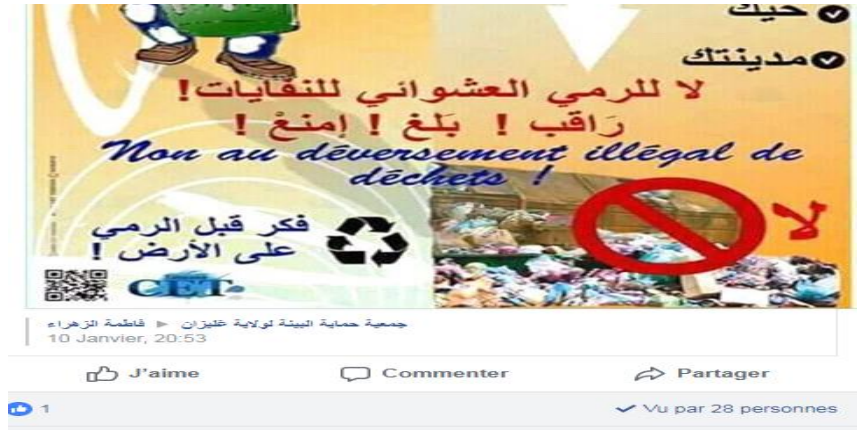 حيك
مدينتك
لا للرمي العشوائي للنفايات!
رَاقب ! بَلغ ! اِمنعْ !
Non au déversement illégal de
déchets !
لا
فكر قبل الرمي
على الأرض !
CET
فاطمة الزهراء ► جمعية حماية البيئة لولاية غليزان
10 Janvier, 20:53
J'aime
Commenter
Partager
1
Vu par 28 personnes